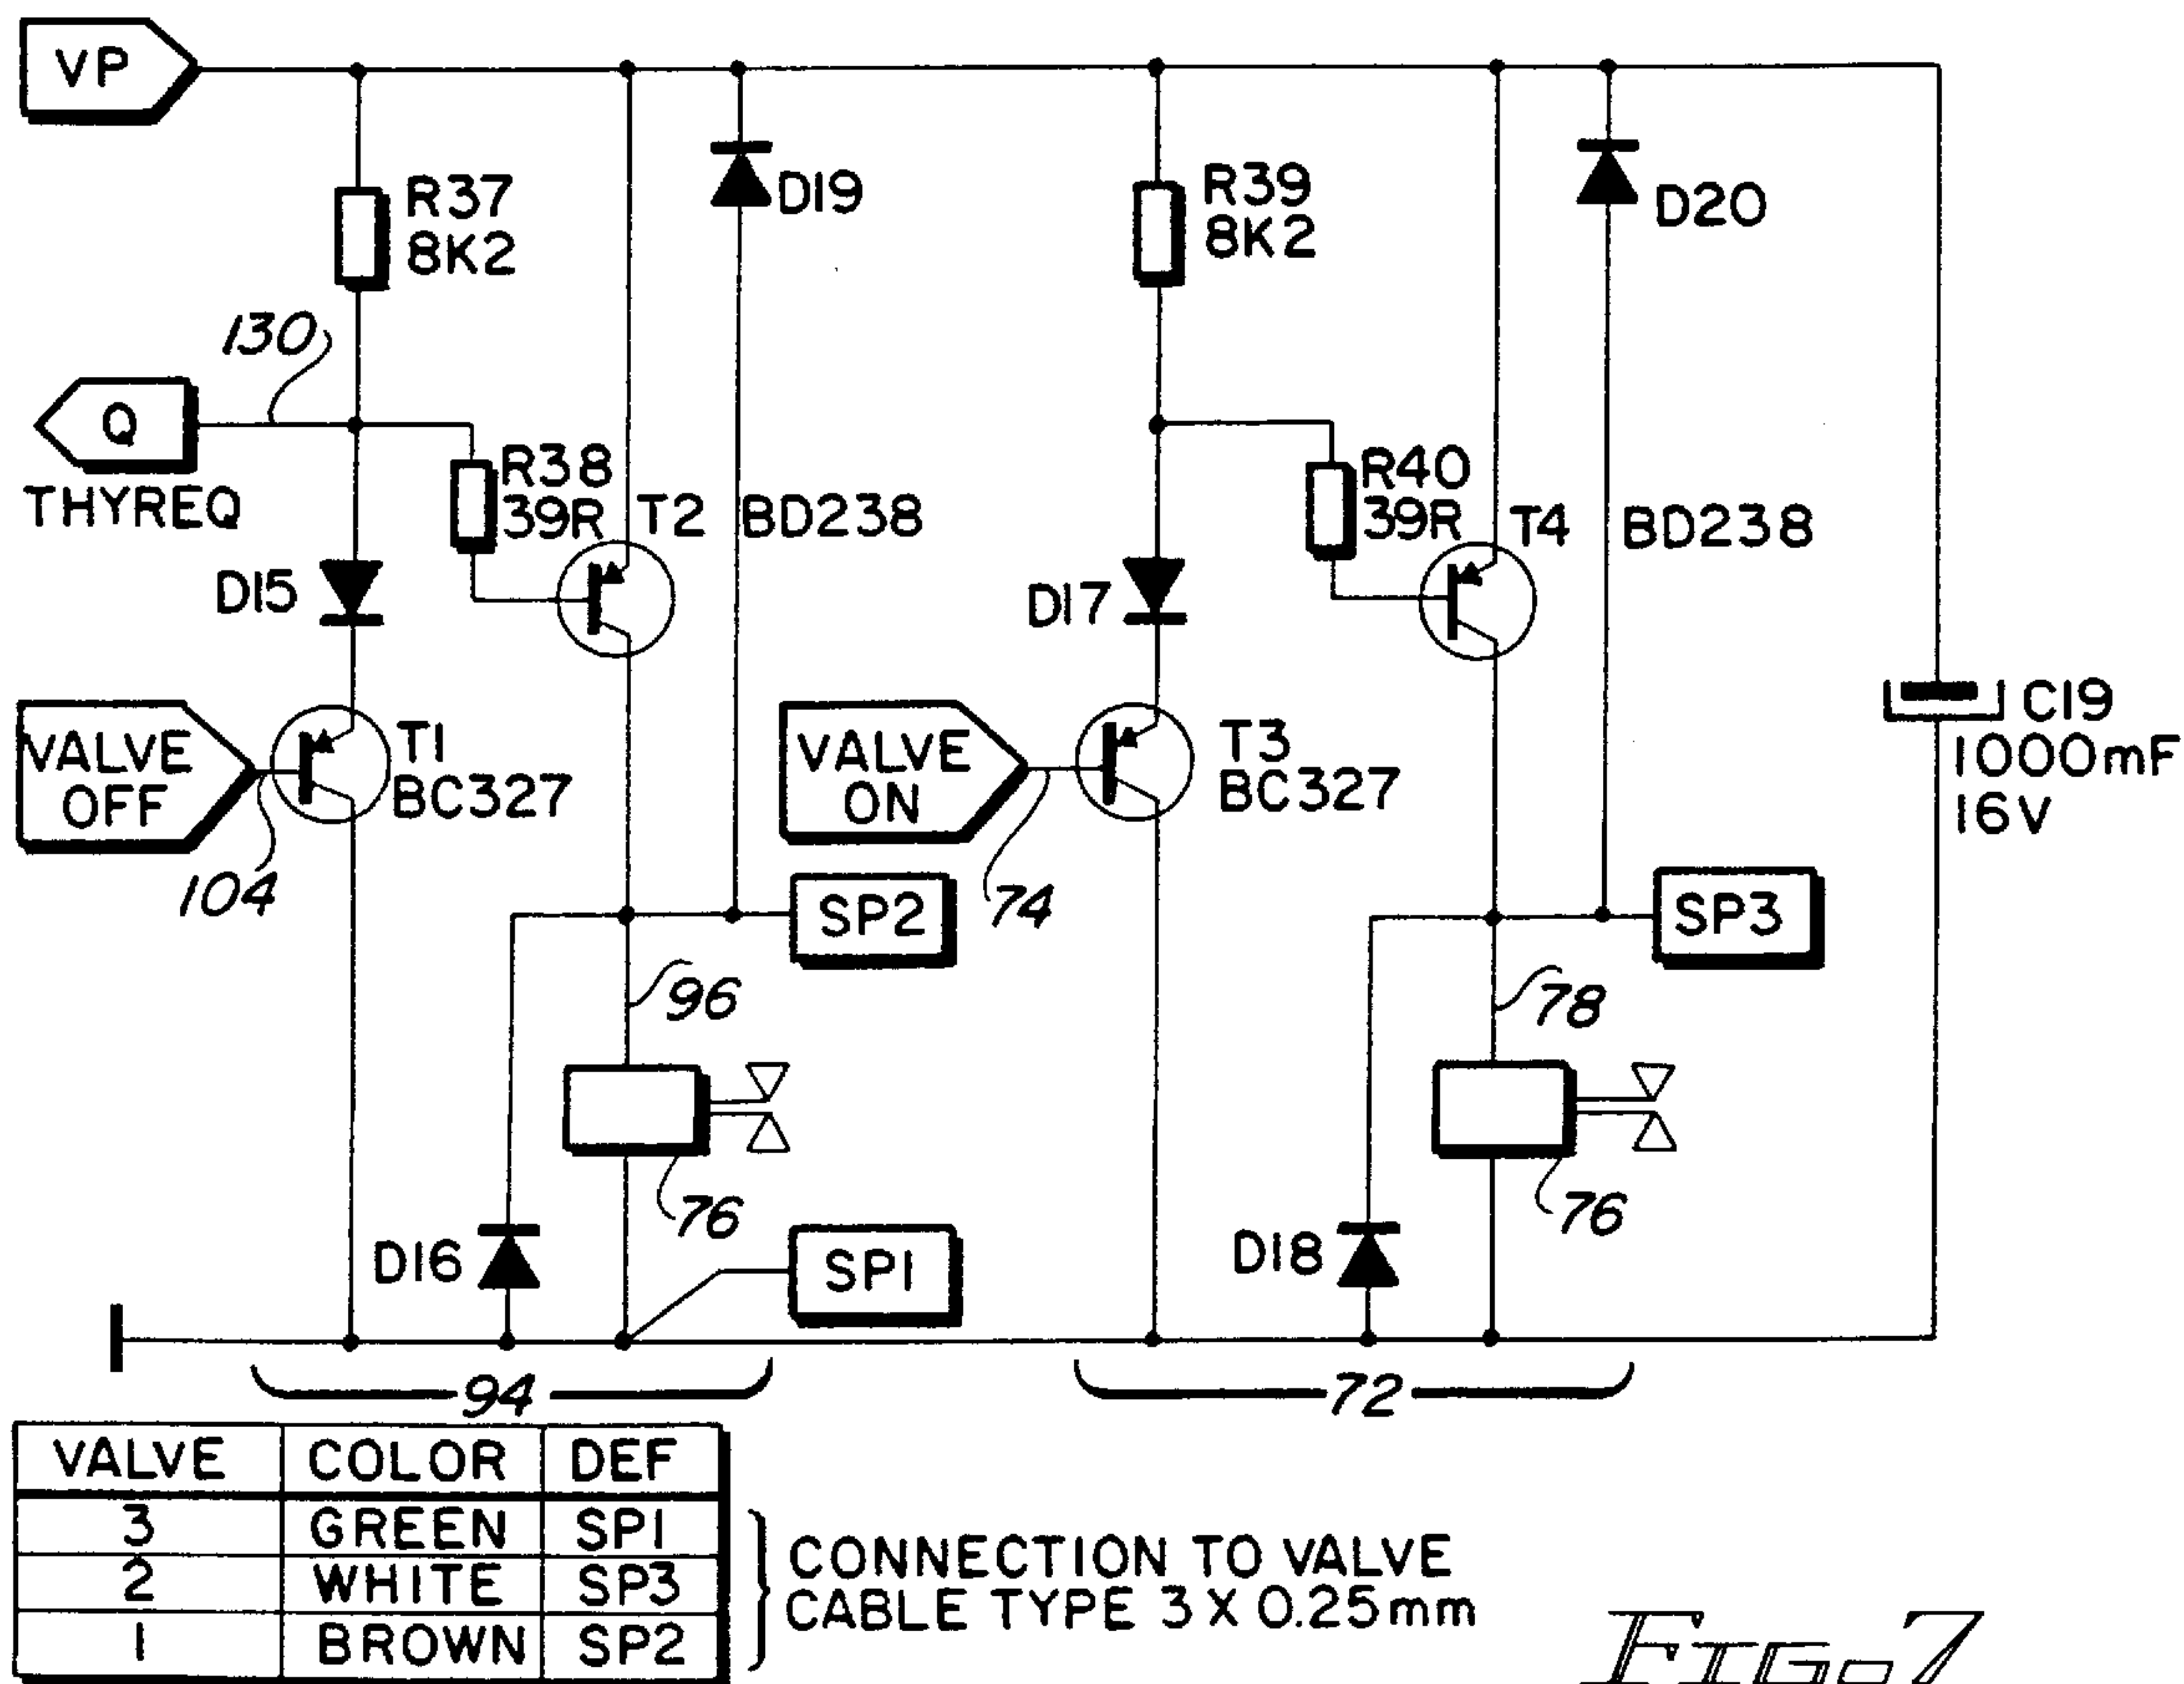 VP
R37
8K2
D19
R39
8K2
D20
130
Q
THYREQ
R38
39R
T2 BD238
R40
39R
T4 BD238
D15
D17
VALVE
OFF
T1
BC327
VALVE
ON
T3
BC327
C19
1000mF
16V
104
SP2
74
SP3
96
78
76
76
D16
SP1
D18
94
72
VALVE COLOR DEF
3 GREEN SP1
2 WHITE SP3
1 BROWN SP2
CONNECTION TO VALVE
CABLE TYPE 3 X 0.25mm
FIG. 7